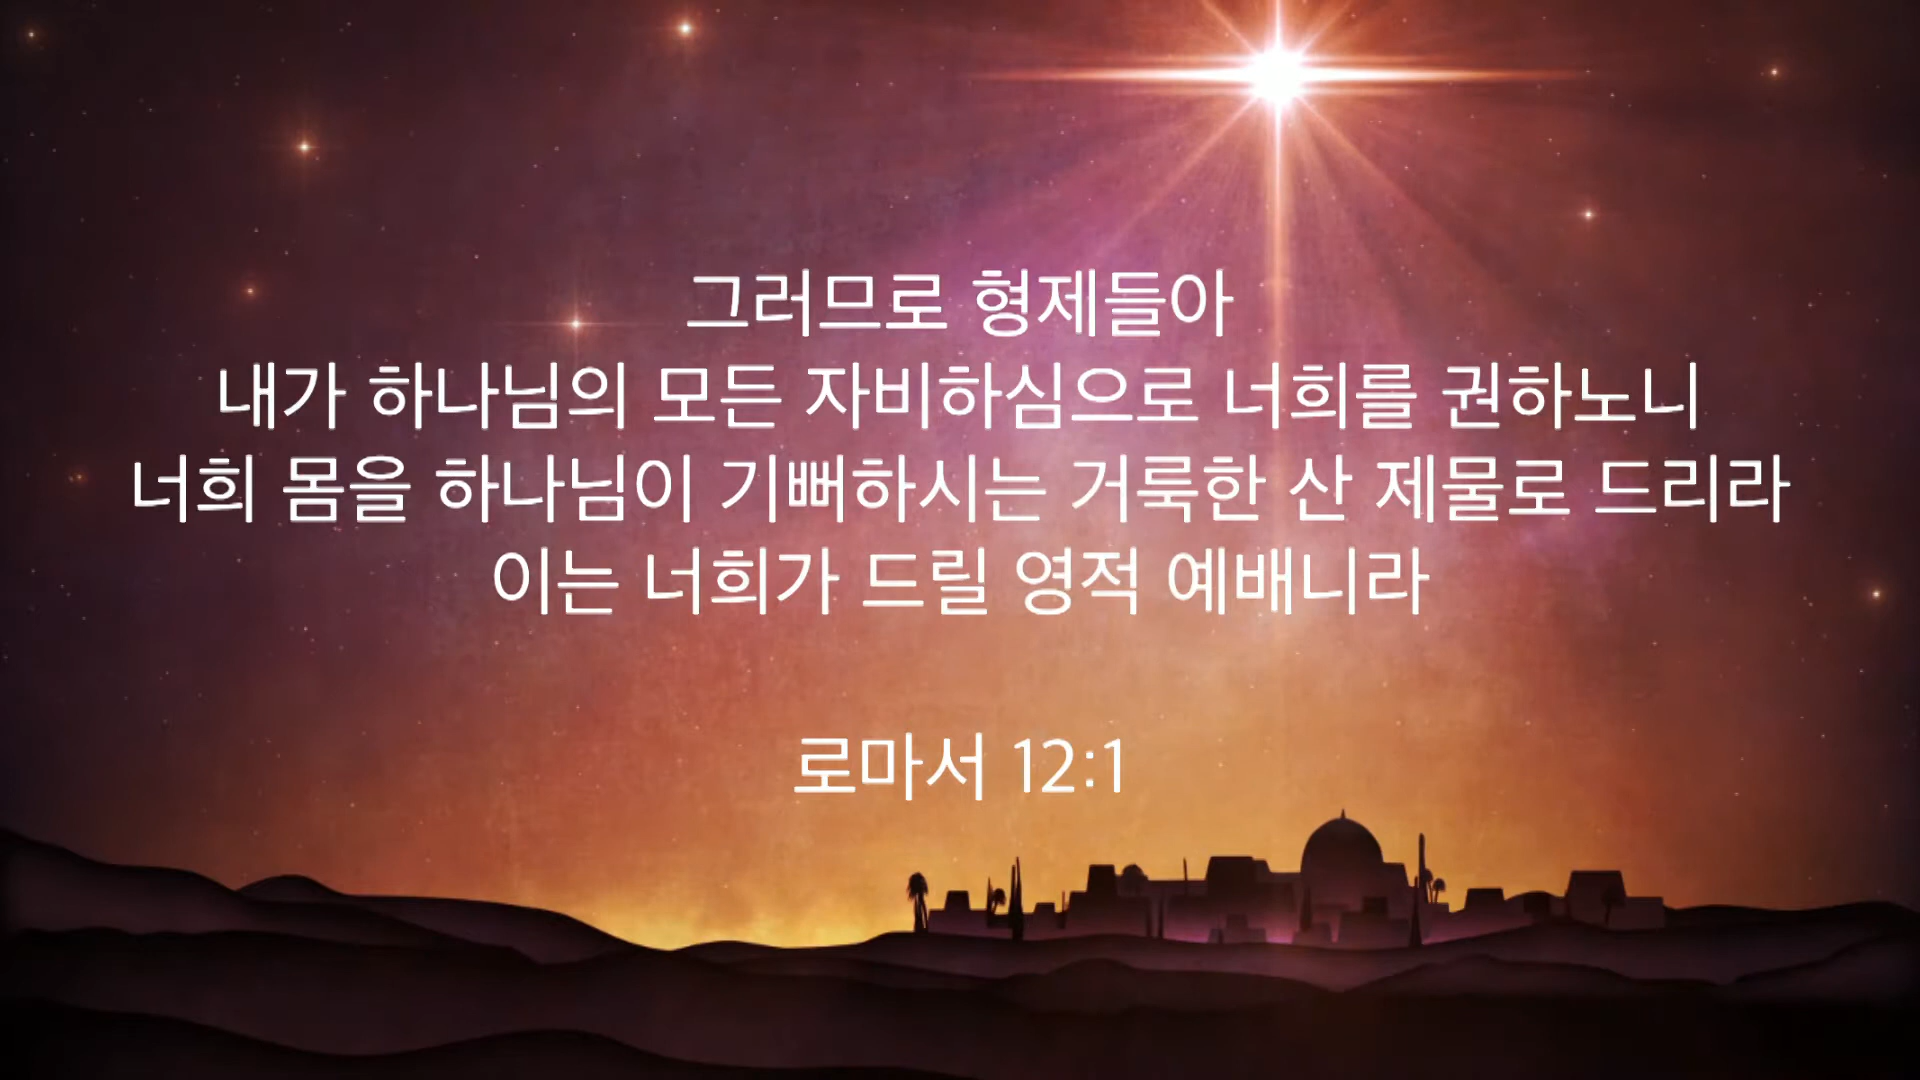 그러므로 형제들아
내가 하나님의 모든 자비하심으로 너희를 권하노니
너희 몸을 하나님이 기뻐하시는 거룩한 산 제물로 드리라
이는 너희가 드릴 영적 예배니라
로마서 12:1